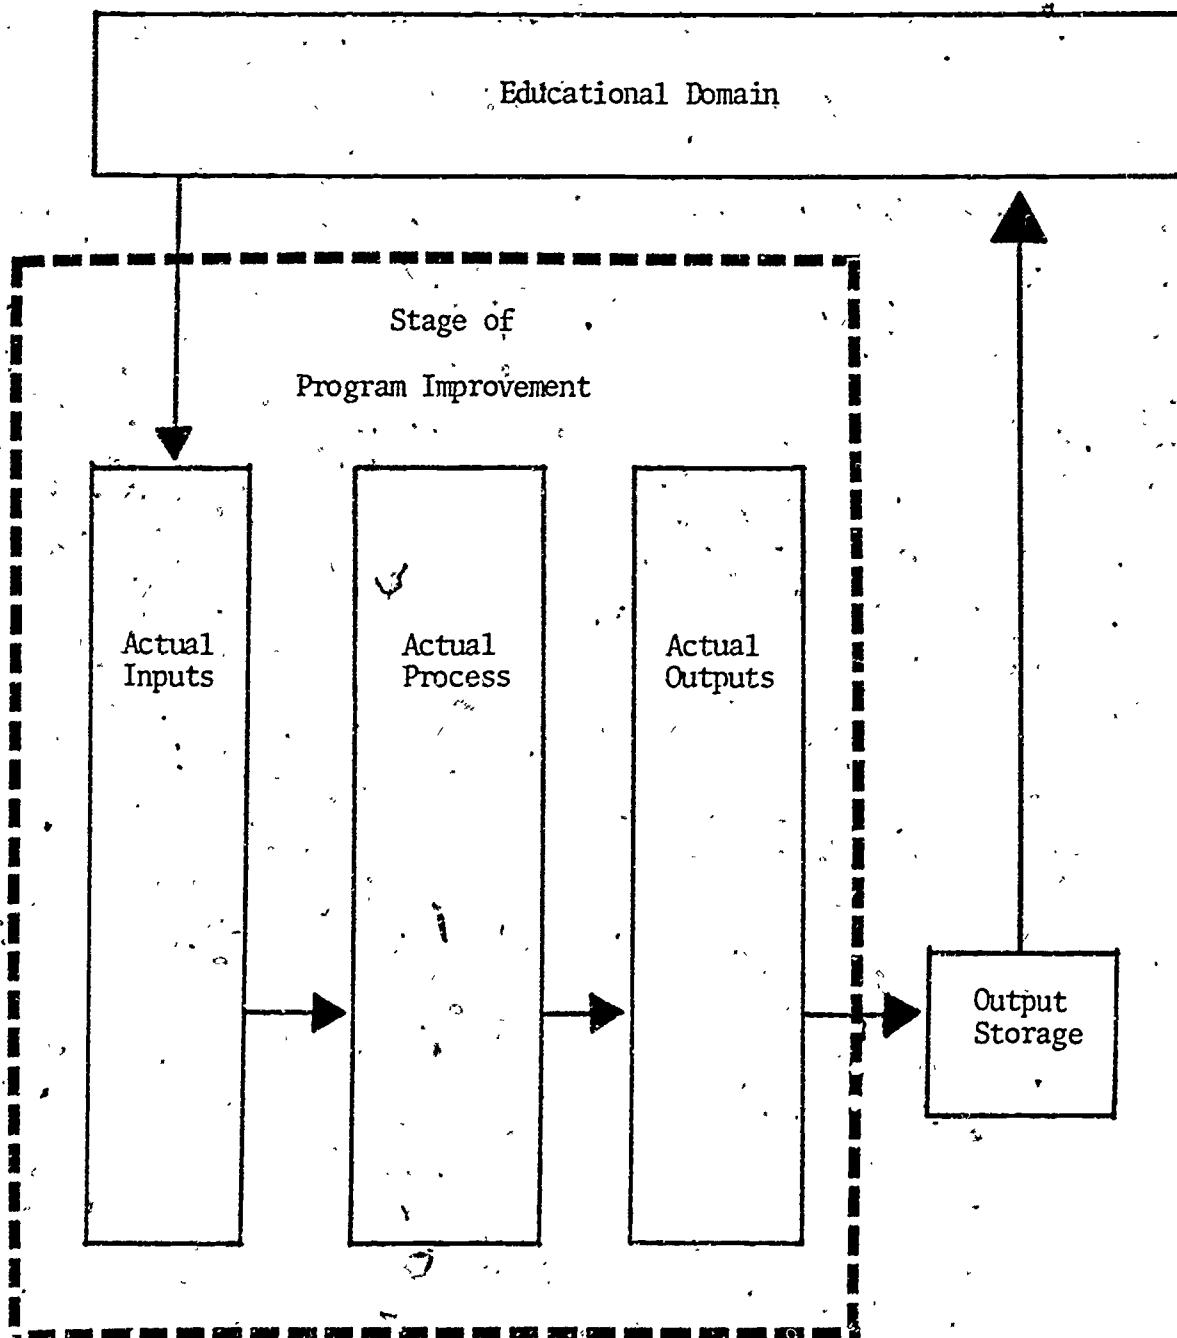 Educational Domain
Stage of
Program Improvement
Actual
Inputs
Actual
Process
Actual
Outputs
Output
Storage